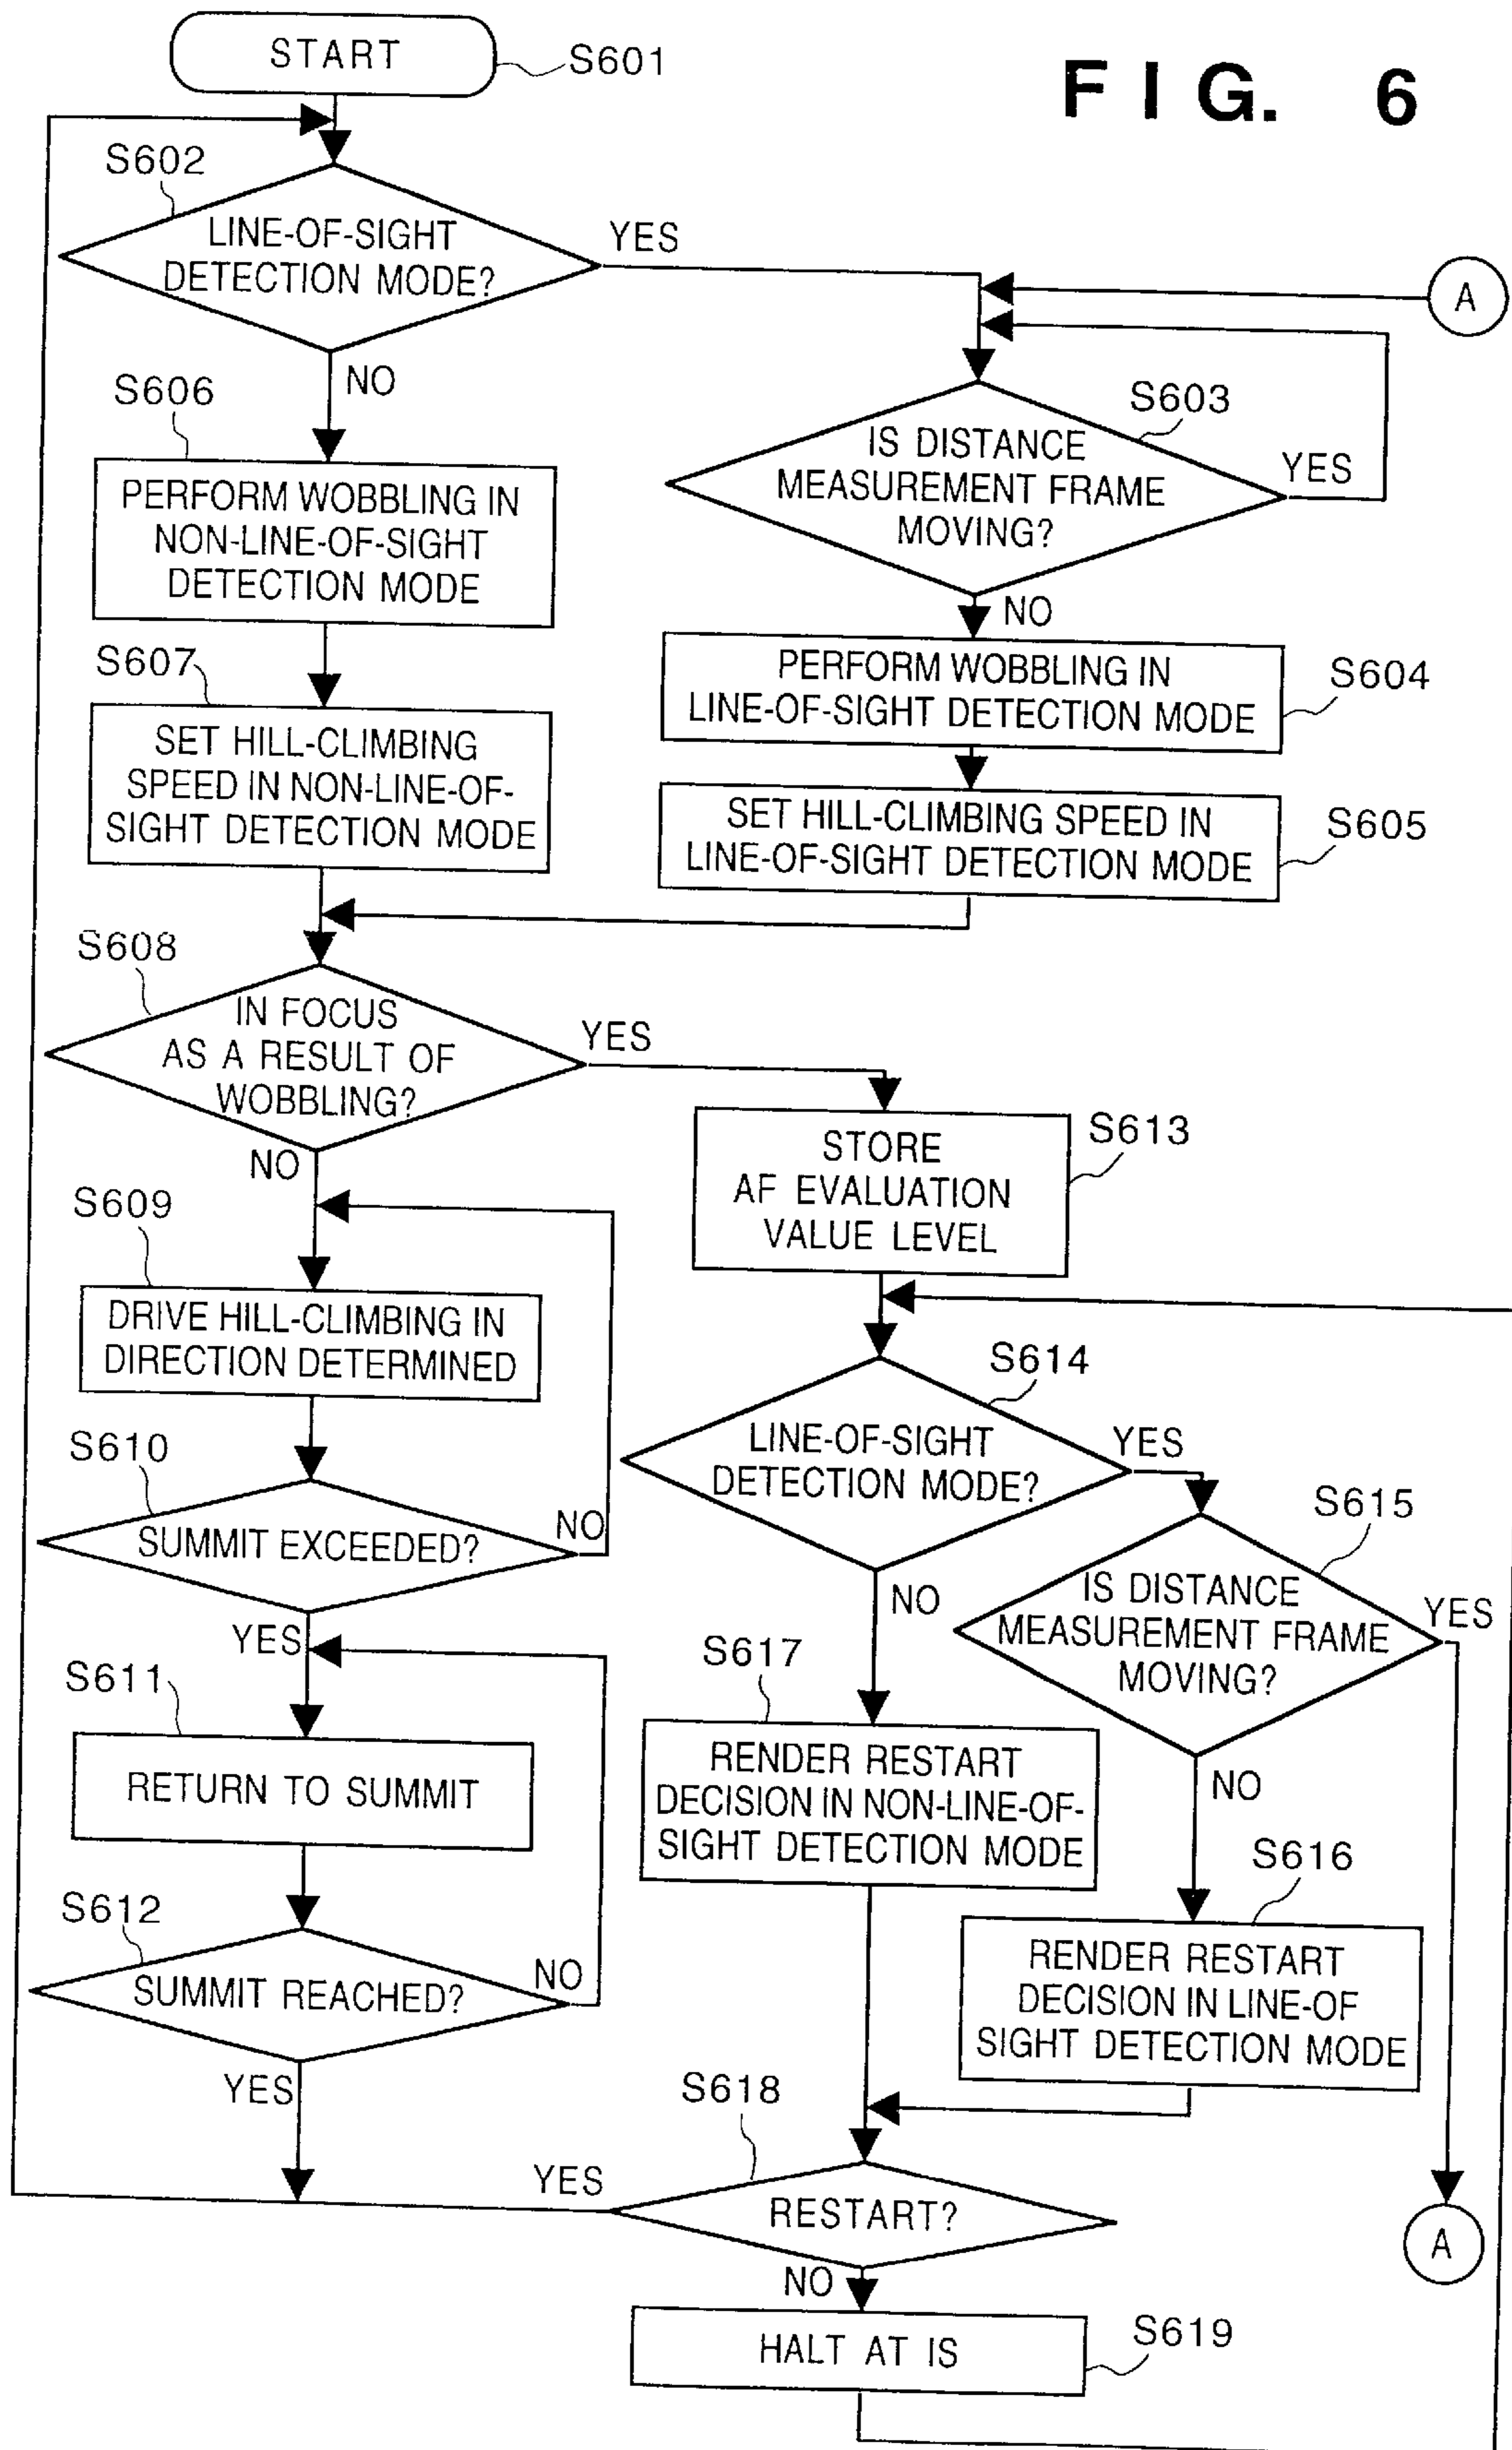 START
S601
FIG. 6
S602
LINE-OF-SIGHT
DETECTION MODE?
YES
NO
A
S603
IS DISTANCE
MEASUREMENT FRAME
MOVING?
YES
NO
S606
PERFORM WOBBLING IN
NON-LINE-OF-SIGHT
DETECTION MODE
S604
PERFORM WOBBLING IN
LINE-OF-SIGHT DETECTION MODE
S607
SET HILL-CLIMBING
SPEED IN NON-LINE-OF-
SIGHT DETECTION MODE
S605
SET HILL-CLIMBING SPEED IN
LINE-OF-SIGHT DETECTION MODE
S608
IN FOCUS
AS A RESULT OF
WOBBLING?
YES
NO
S613
STORE
AF EVALUATION
VALUE LEVEL
S609
DRIVE HILL-CLIMBING IN
DIRECTION DETERMINED
S614
LINE-OF-SIGHT
DETECTION MODE?
YES
NO
S610
SUMMIT EXCEEDED?
NO
YES
S615
IS DISTANCE
MEASUREMENT FRAME
MOVING?
YES
NO
S611
RETURN TO SUMMIT
S617
RENDER RESTART
DECISION IN NON-LINE-OF-
SIGHT DETECTION MODE
S616
RENDER RESTART
DECISION IN LINE-OF
SIGHT DETECTION MODE
S612
SUMMIT REACHED?
NO
YES
S618
RESTART?
YES
NO
A
S619
HALT AT IS